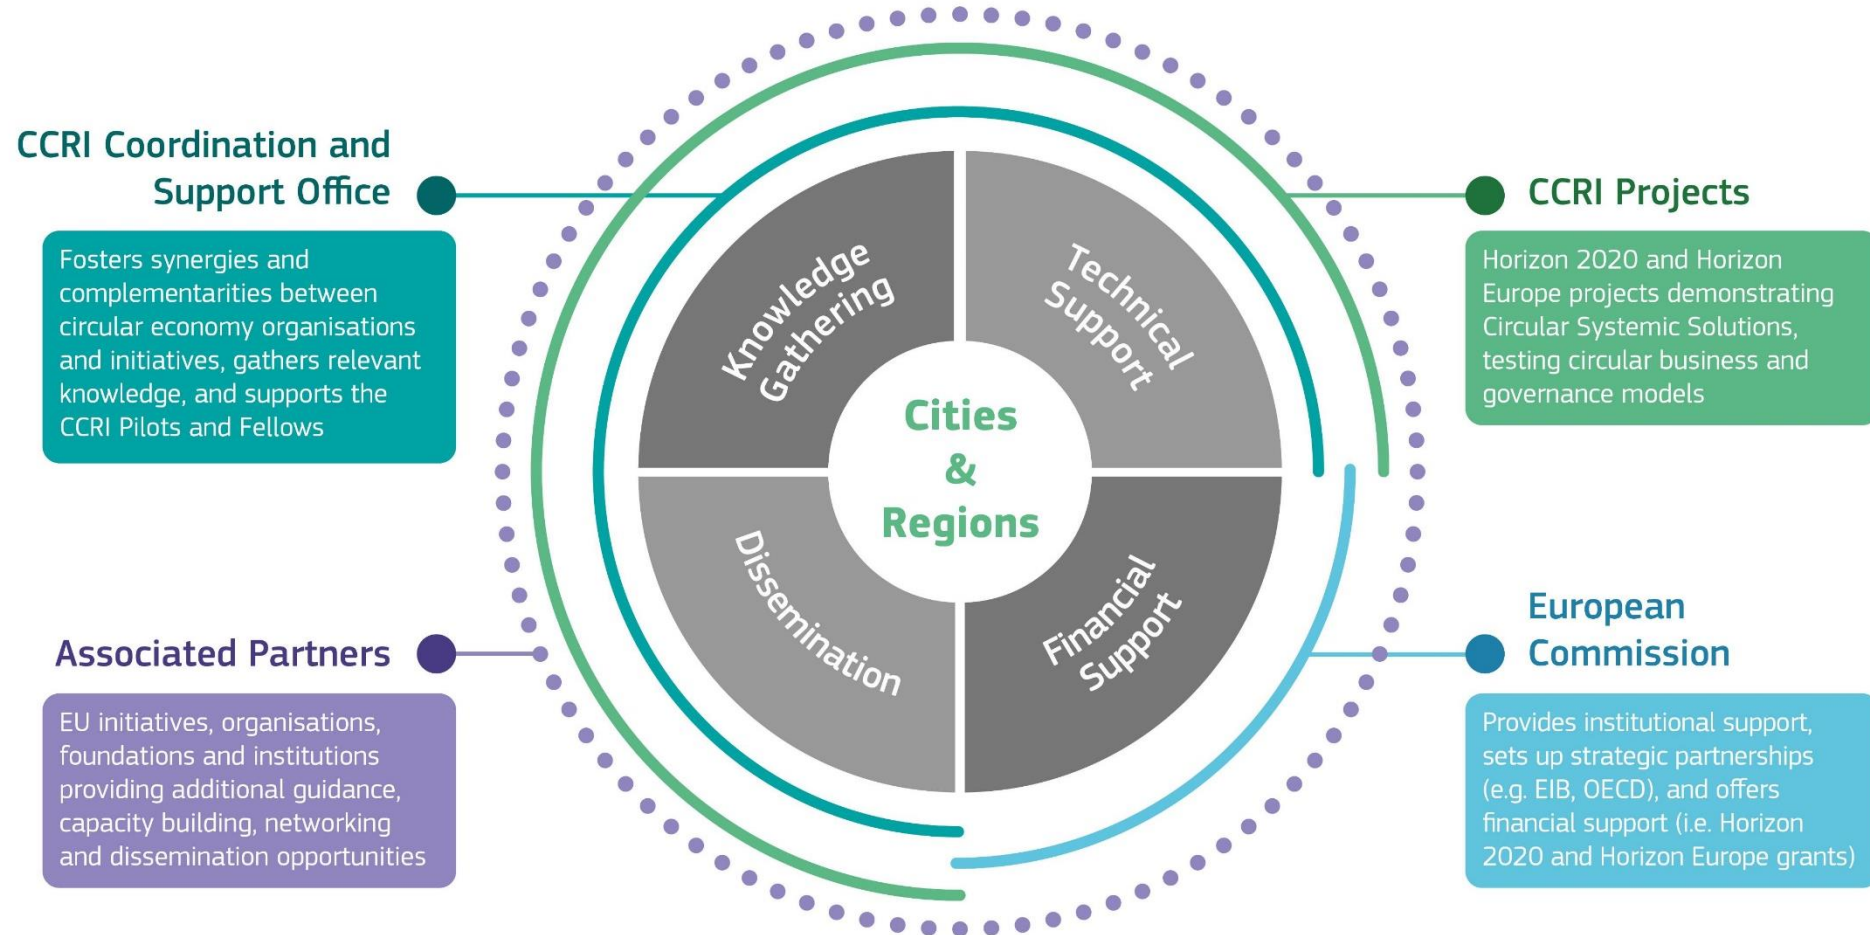 CCRI Coordination and
Support Office
Fosters synergies and
complementarities between
circular economy organisations
and initiatives, gathers relevant
knowledge, and supports the
CCRI Pilots and Fellows
Associated Partners
EU initiatives, organisations,
foundations and institutions
providing additional guidance,
capacity building, networking
and dissemination opportunities
Knowledge
Gathering
Technical
Support
Cities
&
Regions
Dissemination
Financial
Support
CCRI Projects
Horizon 2020 and Horizon
Europe projects demonstrating
Circular Systemic Solutions,
testing circular business and
governance models
European
Commission
Provides institutional support,
sets up strategic partnerships
(e.g. EIB, OECD), and offers
financial support (i.e. Horizon
2020 and Horizon Europe grants)